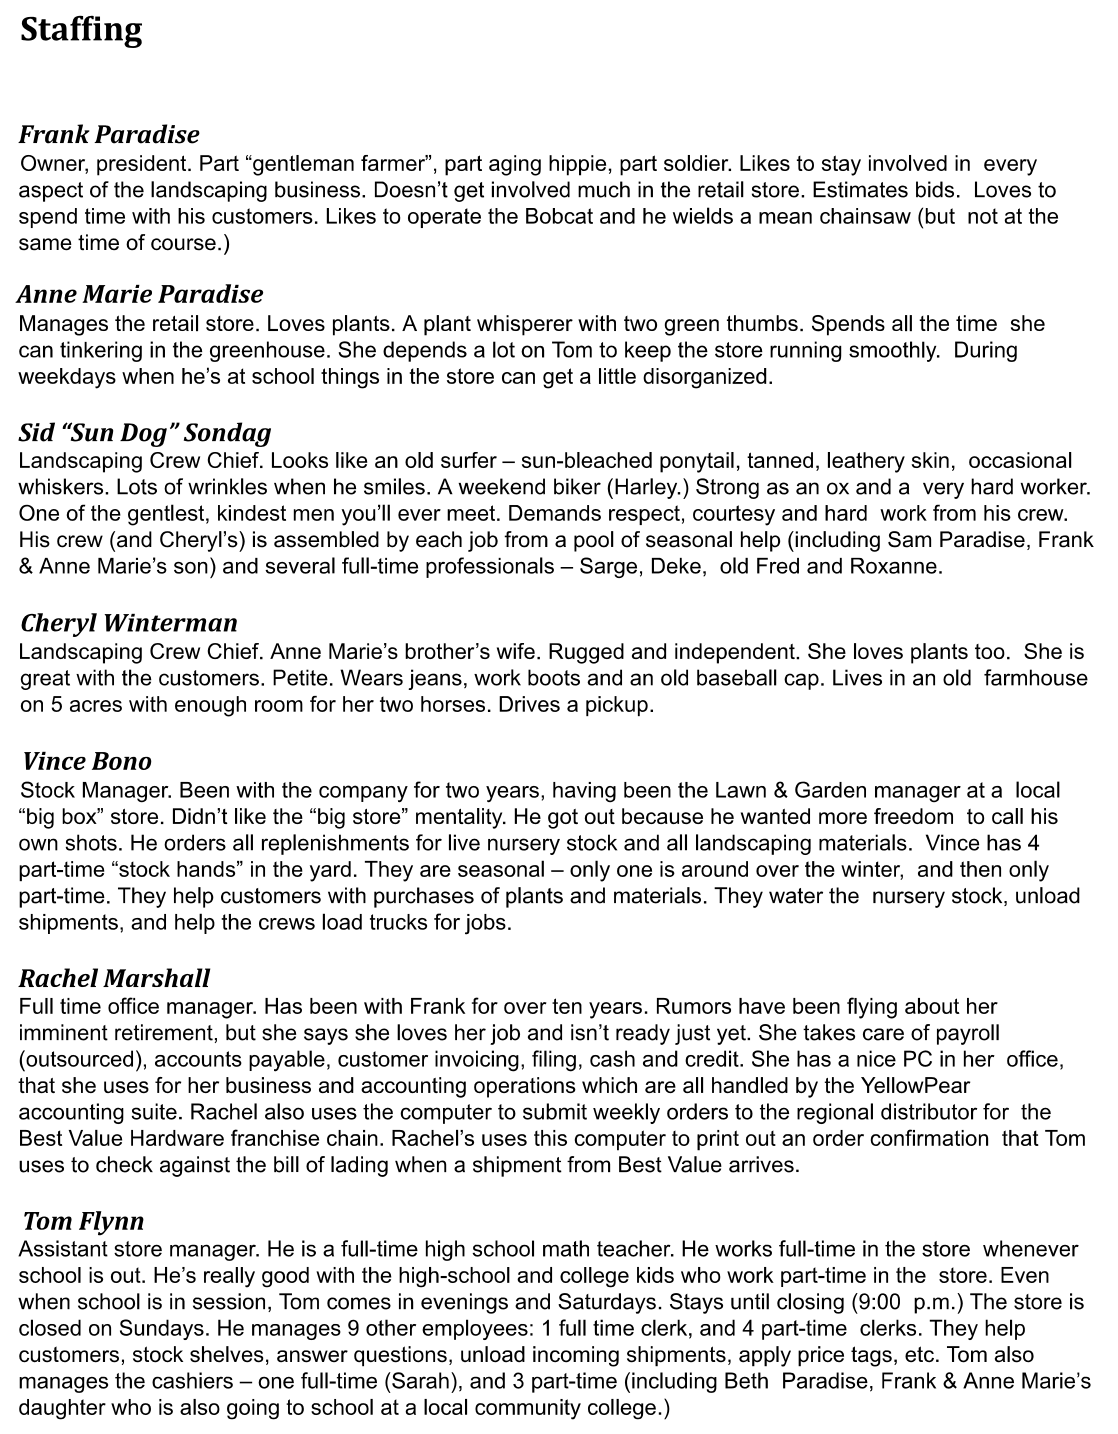 Staffing
Frank Paradise
Owner, president. Part “gentleman farmer”, part aging hippie, part soldier. Likes to stay involved in every
aspect of the landscaping business. Doesn’t get involved much in the retail store. Estimates bids. Loves to
spend time with his customers. Likes to operate the Bobcat and he wields a mean chainsaw (but not at the
same time of course.)
Anne Marie Paradise
Manages the retail store. Loves plants. A plant whisperer with two green thumbs. Spends all the time she
can tinkering in the greenhouse. She depends a lot on Tom to keep the store running smoothly. During
weekdays when he’s at school things in the store can get a little disorganized.
Sid “Sun Dog” Sondag
Landscaping Crew Chief. Looks like an old surfer – sun-bleached ponytail, tanned, leathery skin, occasional
whiskers. Lots of wrinkles when he smiles. A weekend biker (Harley.) Strong as an ox and a very hard worker.
One of the gentlest, kindest men you’ll ever meet. Demands respect, courtesy and hard work from his crew.
His crew (and Cheryl’s) is assembled by each job from a pool of seasonal help (including Sam Paradise, Frank
& Anne Marie’s son) and several full-time professionals – Sarge, Deke, old Fred and Roxanne.
Cheryl Winterman
Landscaping Crew Chief. Anne Marie’s brother’s wife. Rugged and independent. She loves plants too. She is
great with the customers. Petite. Wears jeans, work boots and an old baseball cap. Lives in an old farmhouse
on 5 acres with enough room for her two horses. Drives a pickup.
Vince Bono
Stock Manager. Been with the company for two years, having been the Lawn & Garden manager at a local
“big box” store. Didn’t like the “big store” mentality. He got out because he wanted more freedom to call his
own shots. He orders all replenishments for live nursery stock and all landscaping materials. Vince has 4
part-time “stock hands” in the yard. They are seasonal – only one is around over the winter, and then only
part-time. They help customers with purchases of plants and materials. They water the nursery stock, unload
shipments, and help the crews load trucks for jobs.
Rachel Marshall
Full time office manager. Has been with Frank for over ten years. Rumors have been flying about her
imminent retirement, but she says she loves her job and isn’t ready just yet. She takes care of payroll
(outsourced), accounts payable, customer invoicing, filing, cash and credit. She has a nice PC in her office,
that she uses for her business and accounting operations which are all handled by the YellowPear
accounting suite. Rachel also uses the computer to submit weekly orders to the regional distributor for the
Best Value Hardware franchise chain. Rachel’s uses this computer to print out an order confirmation that Tom
uses to check against the bill of lading when a shipment from Best Value arrives.
Tom Flynn
Assistant store manager. He is a full-time high school math teacher. He works full-time in the store whenever
school is out. He’s really good with the high-school and college kids who work part-time in the store. Even
when school is in session, Tom comes in evenings and Saturdays. Stays until closing (9:00 p.m.) The store is
closed on Sundays. He manages 9 other employees: 1 full time clerk, and 4 part-time clerks. They help
customers, stock shelves, answer questions, unload incoming shipments, apply price tags, etc. Tom also
manages the cashiers – one full-time (Sarah), and 3 part-time (including Beth Paradise, Frank & Anne Marie’s
daughter who is also going to school at a local community college.)